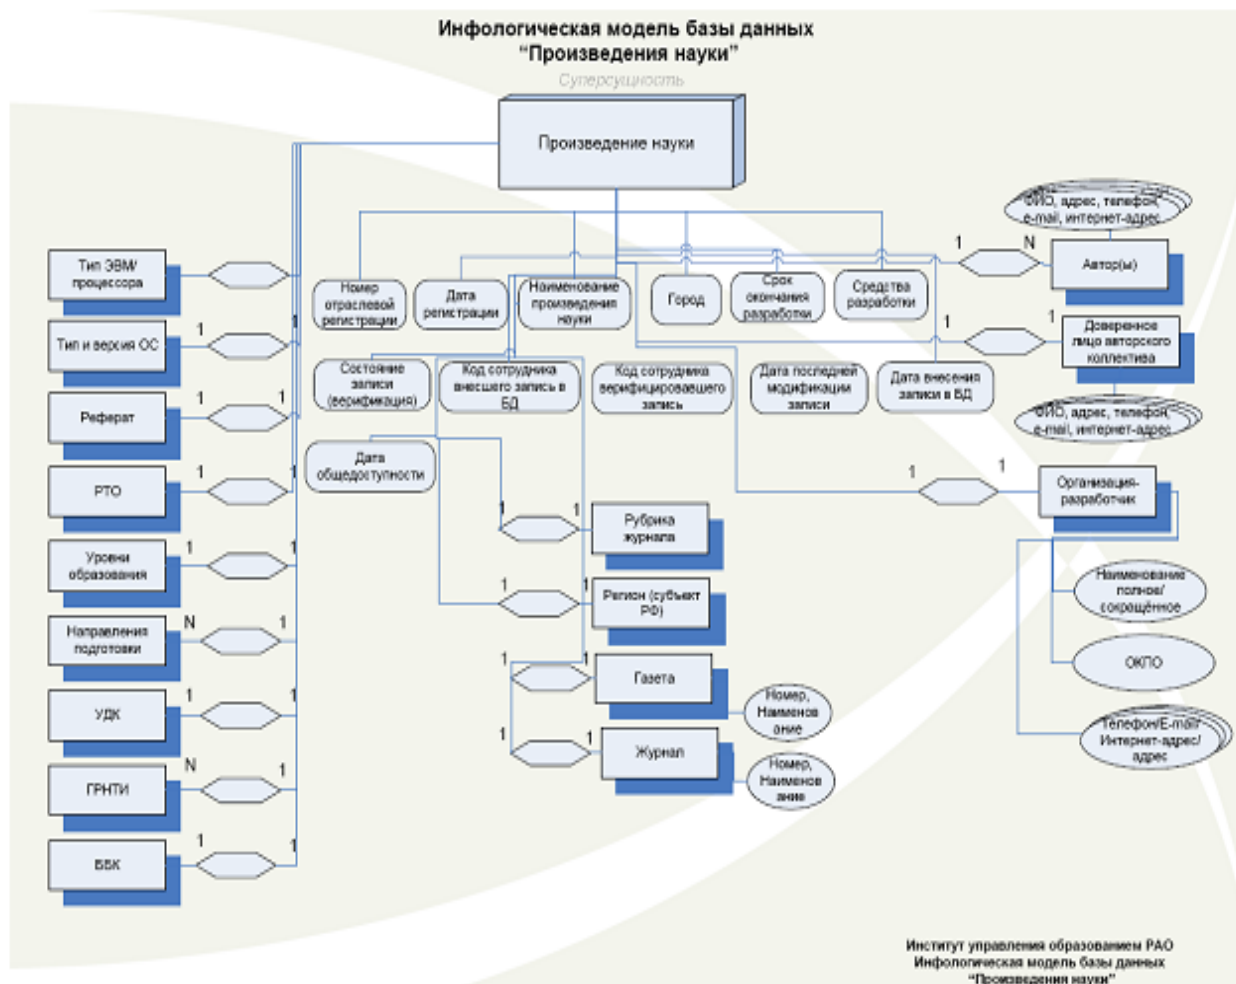 Инфологическая модель базы данных
“Произведения науки”
Суперсущность
Произведение науки
ФИО, адрес, телефон,
e-mail, интернет-адрес
1
N
Автор(ы)
Тип ЭВМ/
процессора
Номер
отраслевой
регистрации
Дата
регистрации
Наименование
произведения
науки
Город
Срок
окончания
разработки
Средства
разработки
Тип и версия ОС
1
1
1
1
Доверенное
лицо авторского
коллектива
Состояние
записи
(верификация)
Код сотрудника
внесшего запись в
БД
Код сотрудника
верифицировавшего
запись
Дата последней
модификации
записи
Дата внесения
записи в БД
Реферат
1
1
ФИО, адрес, телефон,
e-mail, интернет-адрес
Дата
общедоступности
РТО
1
1
1
1
Организация-
разработчик
1
1
Рубрика
журнала
Уровни
образования
1
1
Наименование
полное/
сокращённое
1
1
Регион (субъект
РФ)
Направления
подготовки
N
1
ОКПО
1
1
Газета
Номер,
Наименов
ание
УДК
1
1
Телефон/E-mail/
Интернет-адрес/
адрес
1
1
Журнал
Номер,
Наименов
ание
ГРНТИ
N
1
ББК
1
1
Институт управления образованием РАО
Инфологическая модель базы данных
“Произведения науки”